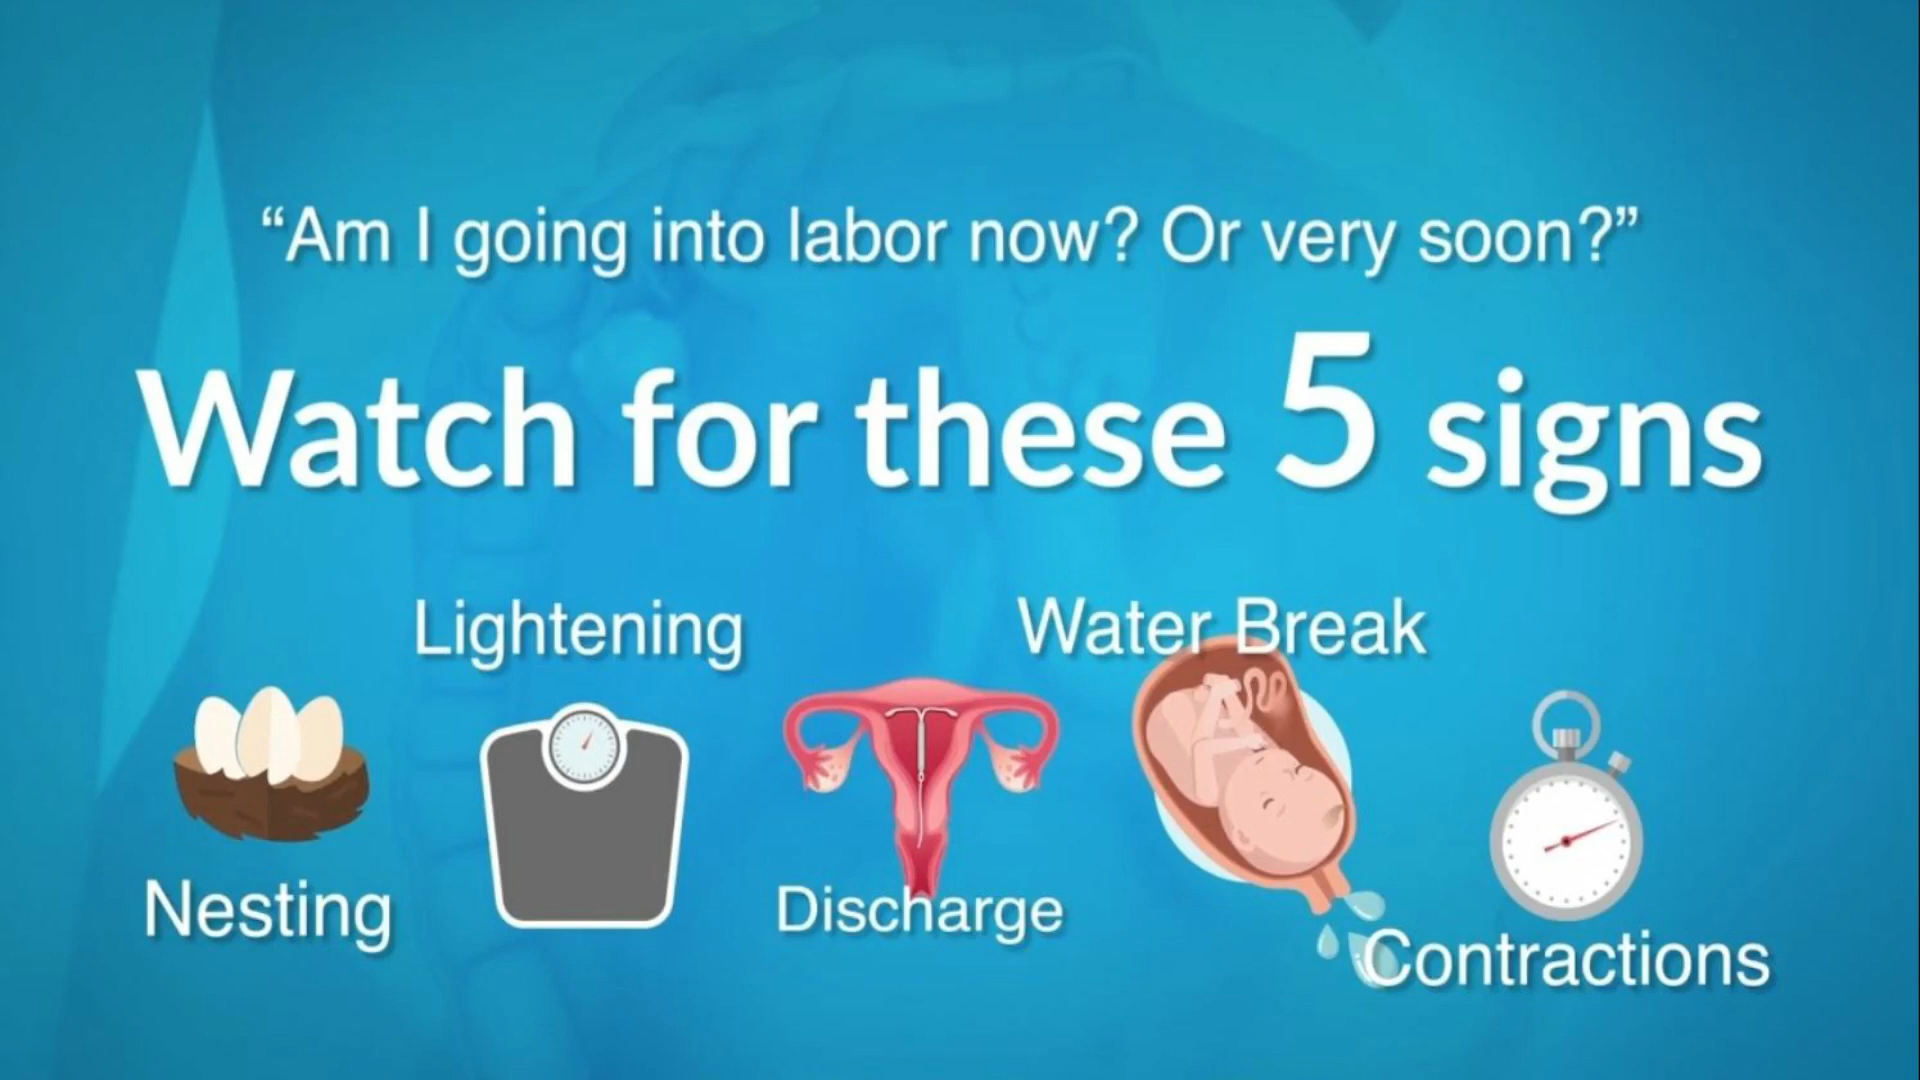 “Am I going into labor now? Or very soon?”
Watch for these 5 signs
Lightening
Water Break
Nesting
Discharge
Contractions